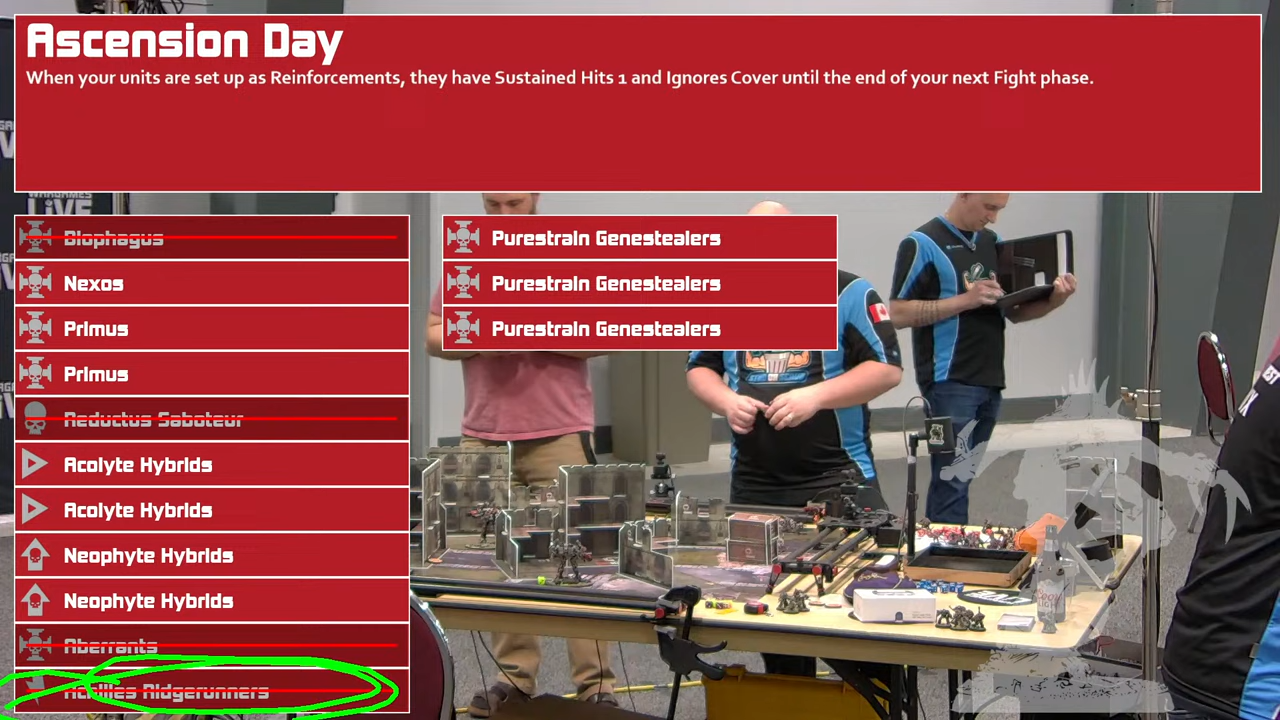 Ascension Day
When your units are set up as Reinforcements, they have Sustained Hits 1 and Ignores Cover until the end of your next Fight phase.
WARGAMES
LIVE
Biophagus
Nexos
Primus
Primus
Reductus Saboteur
Acolyte Hybrids
Acolyte Hybrids
Neophyte Hybrids
Neophyte Hybrids
Aberrants
Achilles Ridgerunners
Purestrain Genestealers
Purestrain Genestealers
Purestrain Genestealers